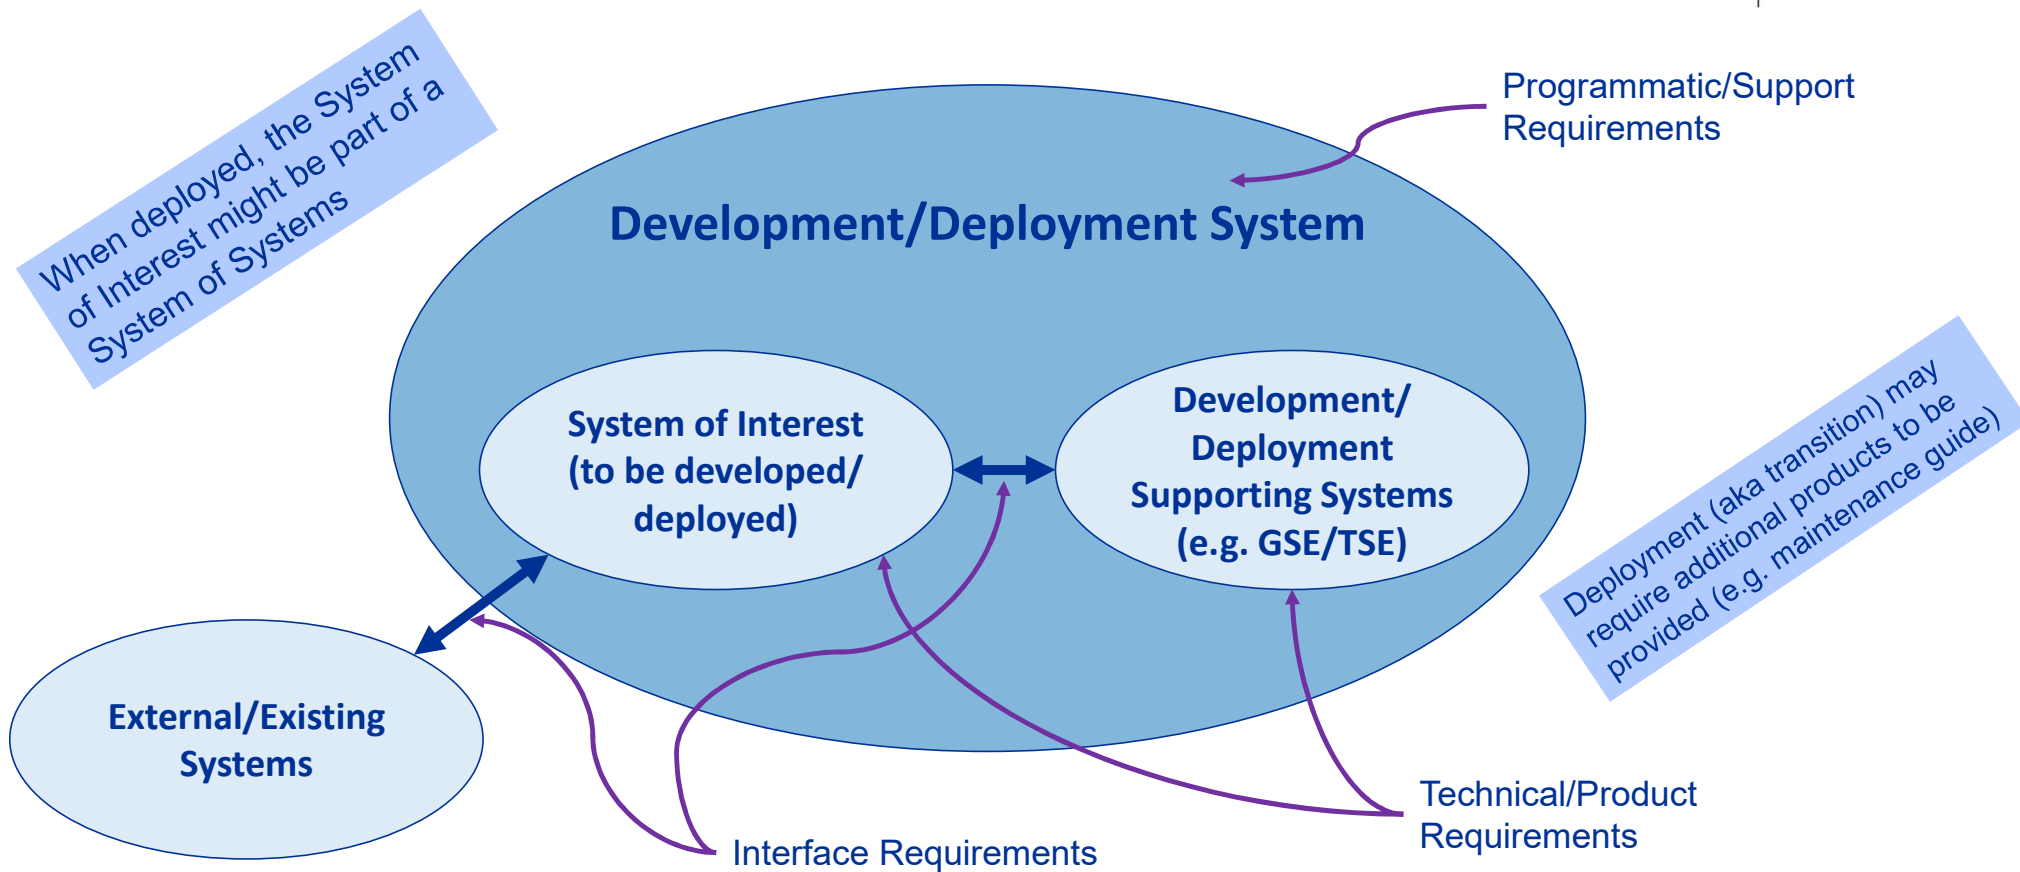 When deployed, the System
of Interest might be part of a
System of Systems
Programmatic/Support
Requirements
Development/Deployment System
System of Interest
(to be developed/
deployed)
Development/
Deployment
Supporting Systems
(e.g. GSE/TSE)
Deployment (aka transition) may
require additional products to be
provided (e.g. maintenance guide)
External/Existing
Systems
Interface Requirements
Technical/Product
Requirements